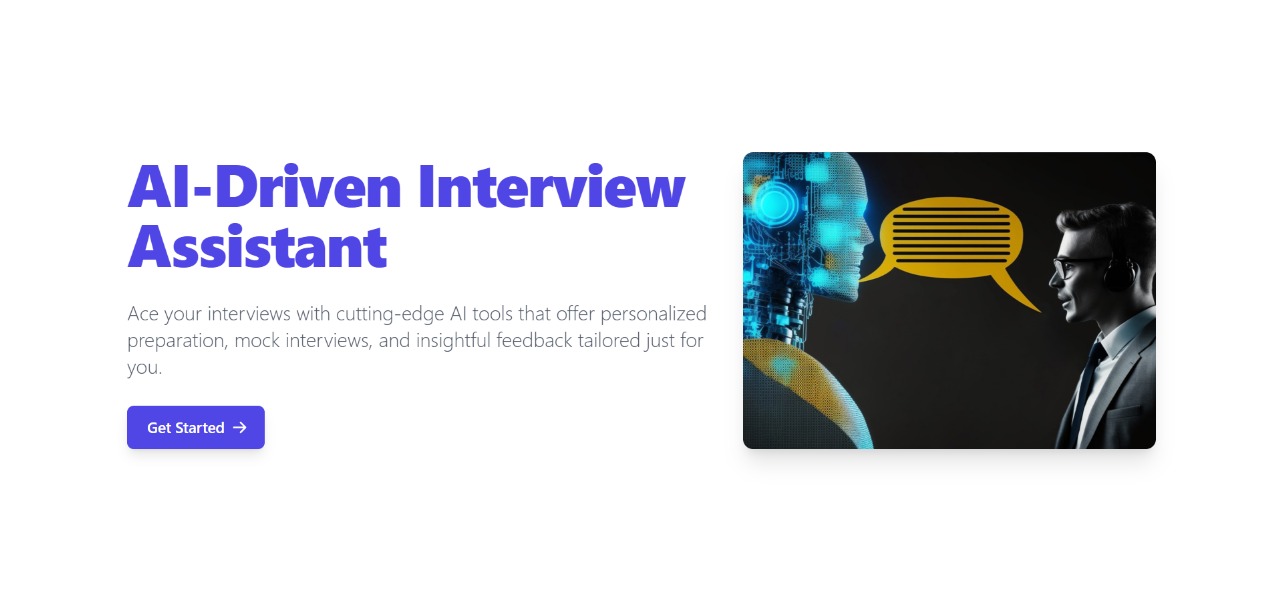 AI-Driven Interview
Assistant
Ace your interviews with cutting-edge AI tools that offer personalized
preparation, mock interviews, and insightful feedback tailored just for
you.
Get Started →